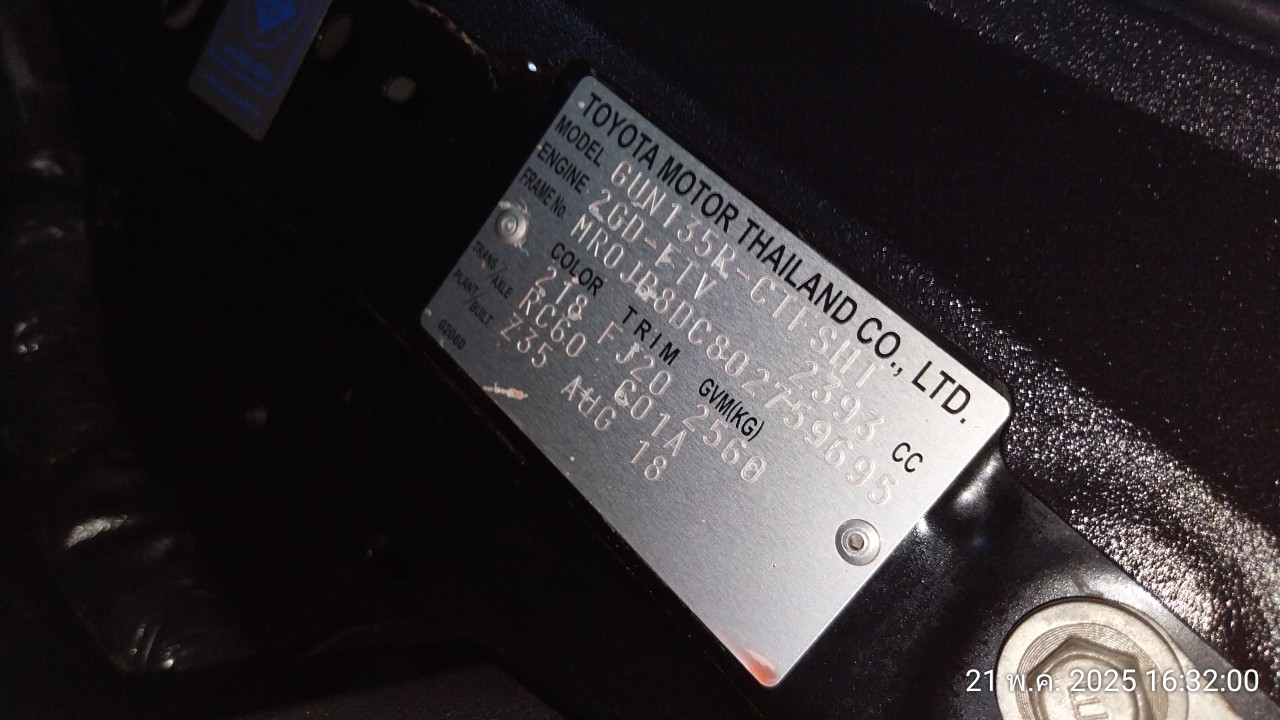 TOYOTA MOTOR THAILAND CO., LTD.
MODEL GUN135R-CTFSHT
ENGINE 2GD-FTV 2393 CC
FRAME No. MR0JB8DC802759695
COLOR TRIM GVM(KG)
218 FJ20 2560
TRANS/AXLE RC60 G01A
PLANT/BUILT Z35 AUG 18
02060
21 พ.ค. 2025 16:32:00